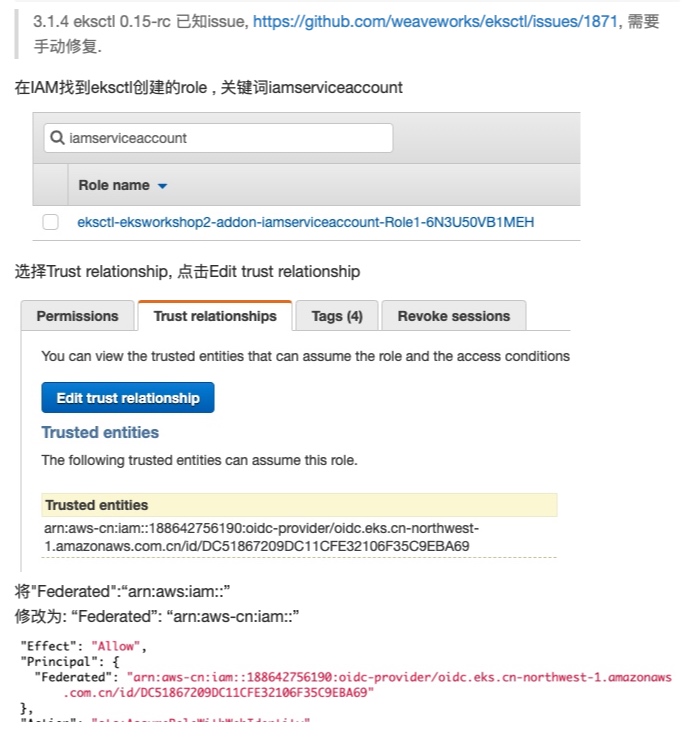 3.1.4 eksctl 0.15-rc 已知issue, https://github.com/weaveworks/eksctl/issues/1871, 需要
手动修复.
在IAM找到eksctl创建的role , 关键词iamserviceaccount
iamserviceaccount
Role name
eksctl-eksworkshop2-addon-iamserviceaccount-Role1-6N3U50VB1MEH
选择Trust relationship, 点击Edit trust relationship
Permissions Trust relationships Tags (4) Revoke sessions
You can view the trusted entities that can assume the role and the access conditions
Edit trust relationship
Trusted entities
The following trusted entities can assume this role.
Trusted entities
arn:aws-cn:iam::188642756190:oidc-provider/oidc.eks.cn-northwest-
1.amazonaws.com.cn/id/DC51867209DC11CFE32106F35C9EBA69
将"Federated":“arn:aws:iam::”
修改为: “Federated”: “arn:aws-cn:iam::”
"Effect": "Allow",
"Principal": {
"Federated": "arn:aws-cn:iam::188642756190:oidc-provider/oidc.eks.cn-northwest-1.amazonaws
.com.cn/id/DC51867209DC11CFE32106F35C9EBA69"
},